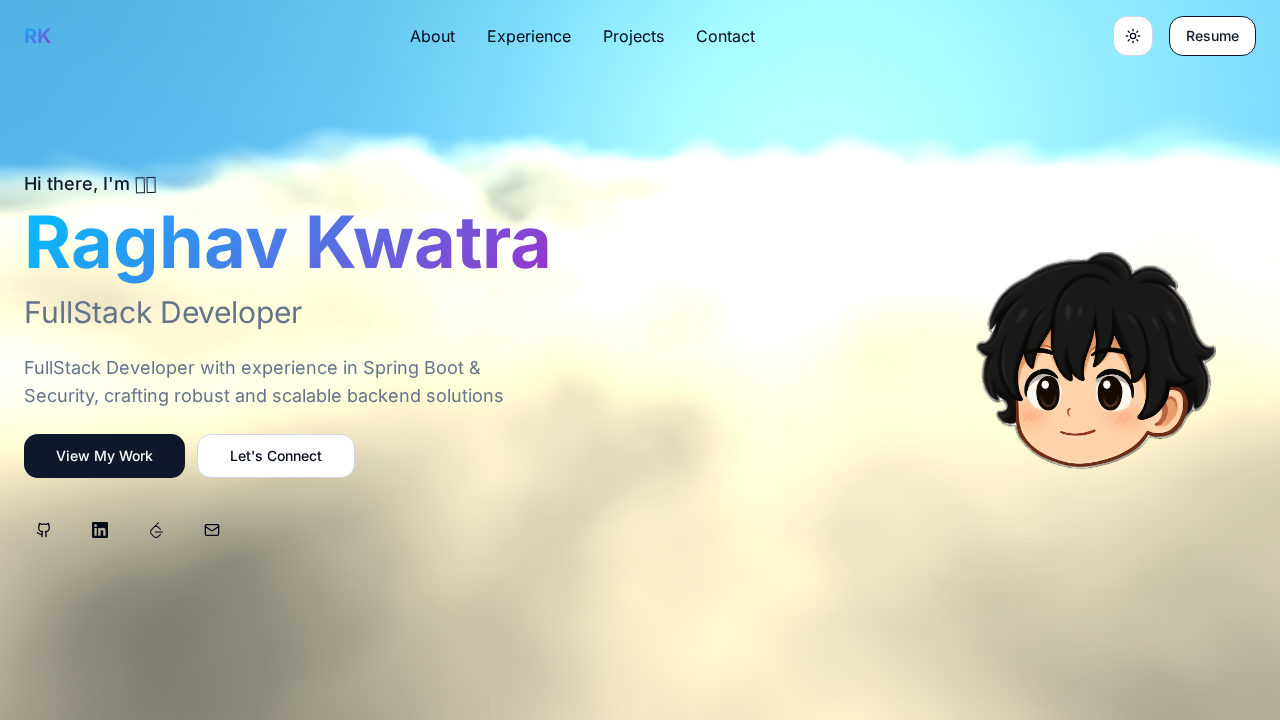 RK
About
Experience
Projects
Contact
Resume
Hi there, I'm
Raghav Kwatra
FullStack Developer
FullStack Developer with experience in Spring Boot &
Security, crafting robust and scalable backend solutions
View My Work
Let's Connect